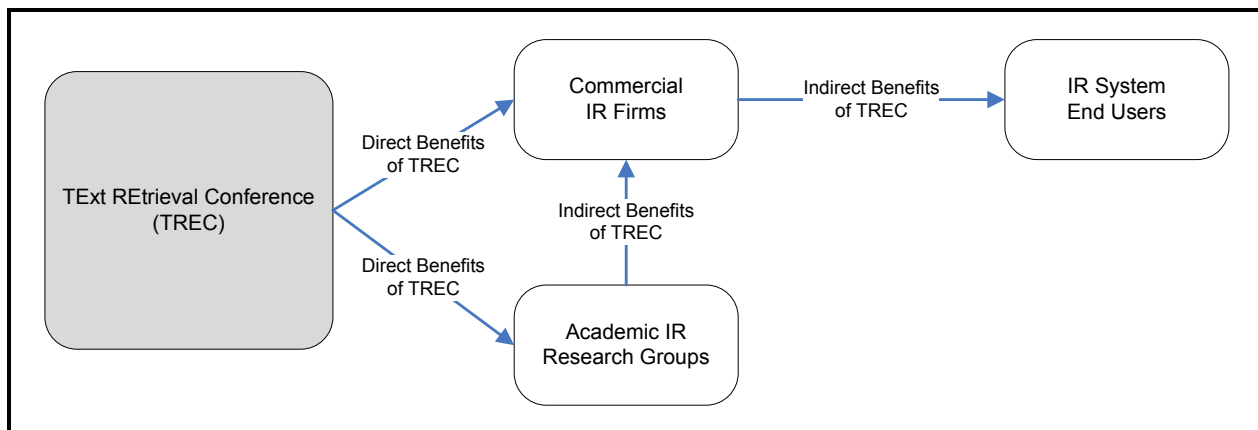 TExt REtrieval Conference
(TREC)
Direct Benefits
of TREC
Direct Benefits
of TREC
Commercial
IR Firms
Indirect Benefits
of TREC
Academic IR
Research Groups
Indirect Benefits
of TREC
IR System
End Users